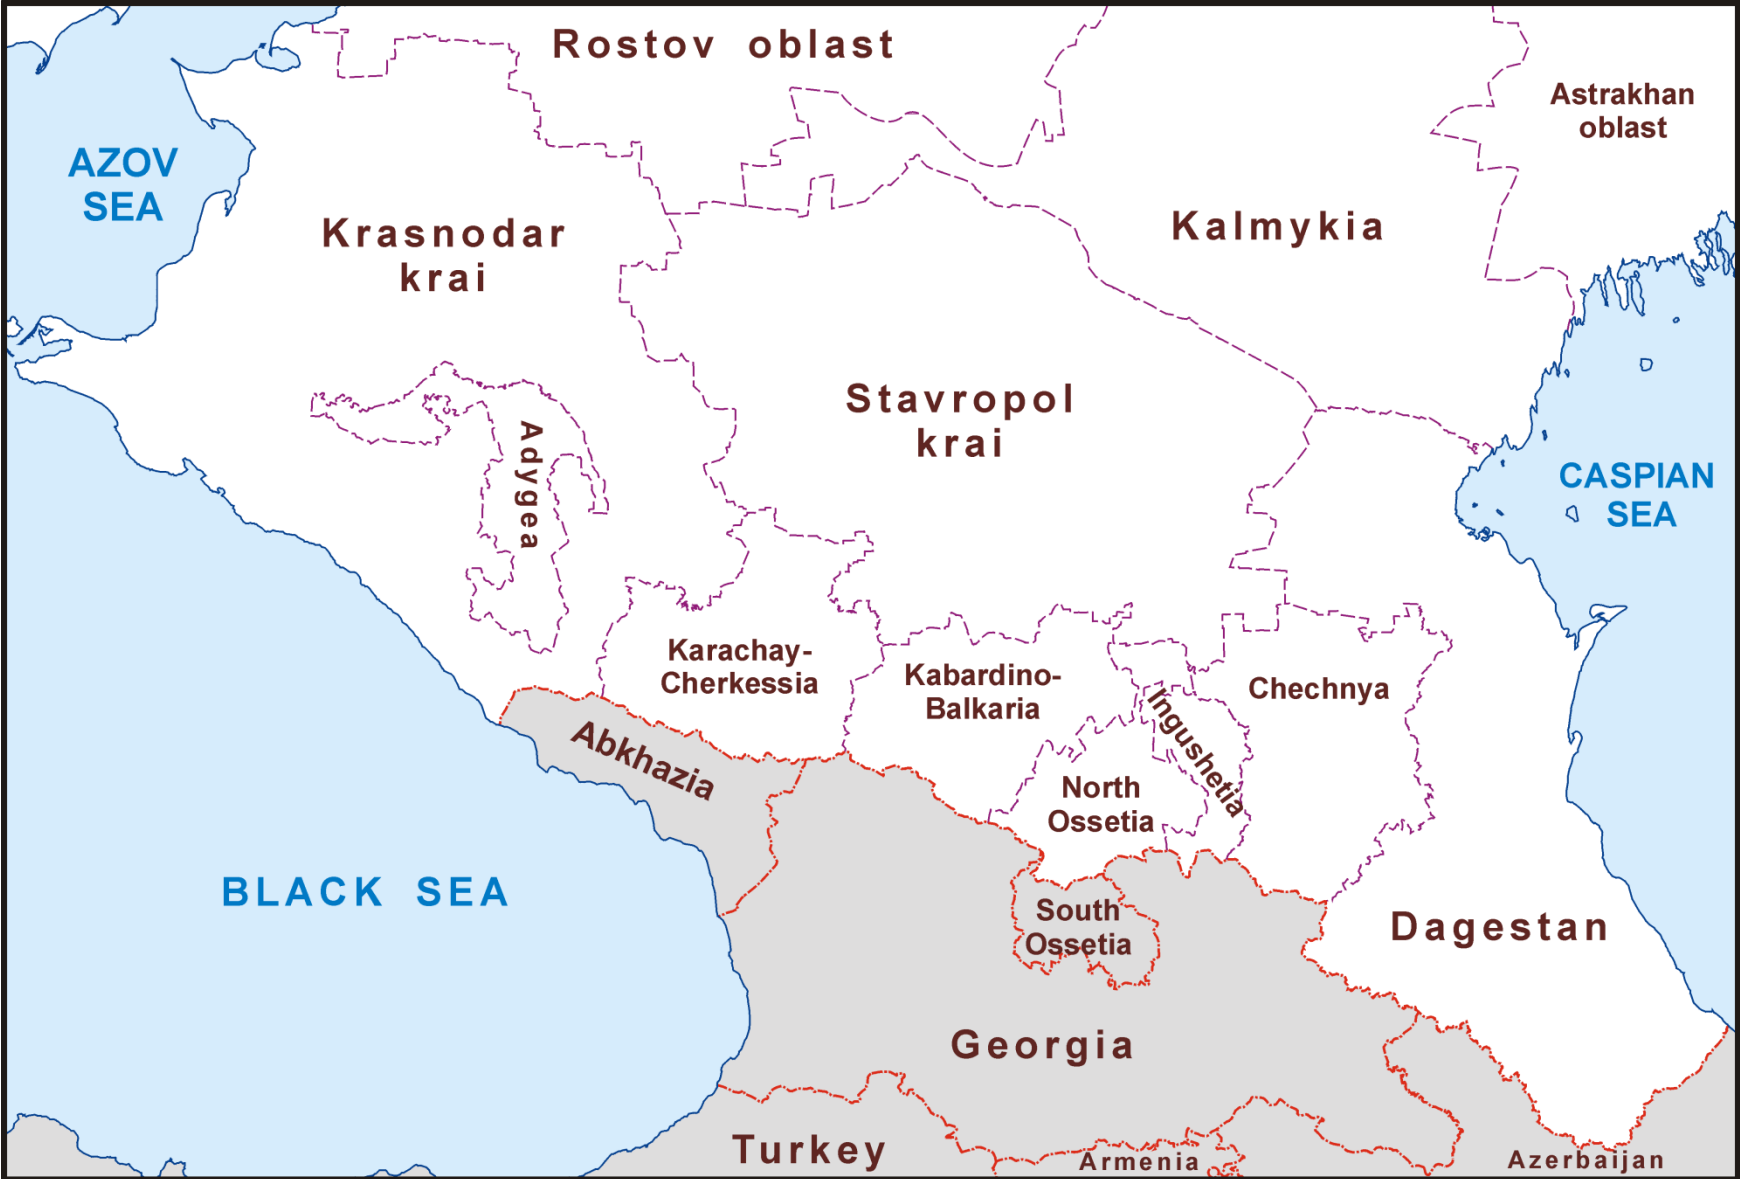 Rostov oblast
Astrakhan
oblast
AZOV
SEA
Krasnodar
krai
Kalmykia
Stavropol
krai
Adygea
CASPIAN
SEA
Karachay-
Cherkessia
Kabardino-
Balkaria
Ingushetia
Chechnya
Abkhazia
North
Ossetia
BLACK SEA
South
Ossetia
Dagestan
Georgia
Turkey
Armenia
Azerbaijan